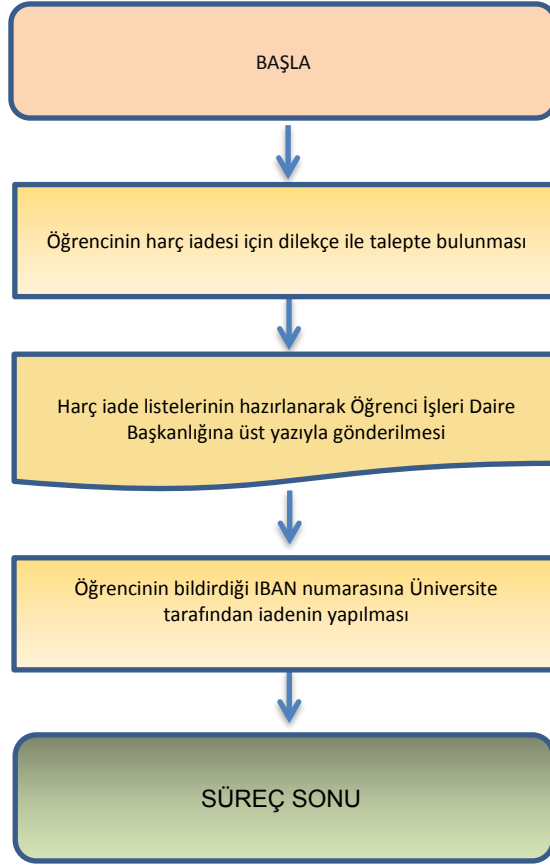 BAŞLA
Öğrencinin harç iadesi için dilekçe ile talepte bulunması
Harç iade listelerinin hazırlanarak Öğrenci İşleri Daire
Başkanlığına üst yazıyla gönderilmesi
Öğrencinin bildirdiği IBAN numarasına Üniversite
tarafından iadenin yapılması
SÜREÇ SONU